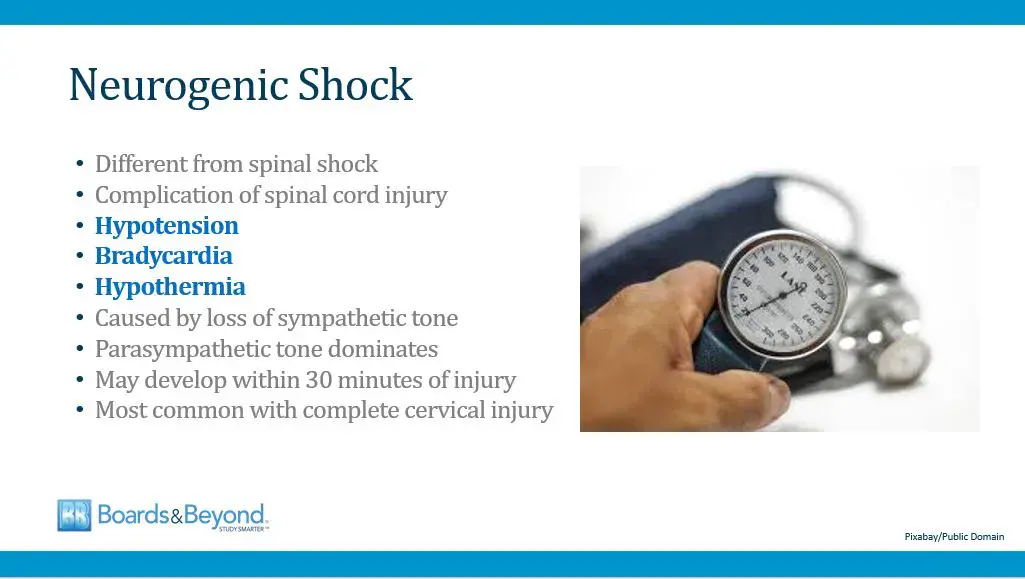 Neurogenic Shock
• Different from spinal shock
• Complication of spinal cord injury
• Hypotension
• Bradycardia
• Hypothermia
• Caused by loss of sympathetic tone
• Parasympathetic tone dominates
• May develop within 30 minutes of injury
• Most common with complete cervical injury
BB Boards&Beyond.
STUDY SMARTER™
Pixabay/Public Domain